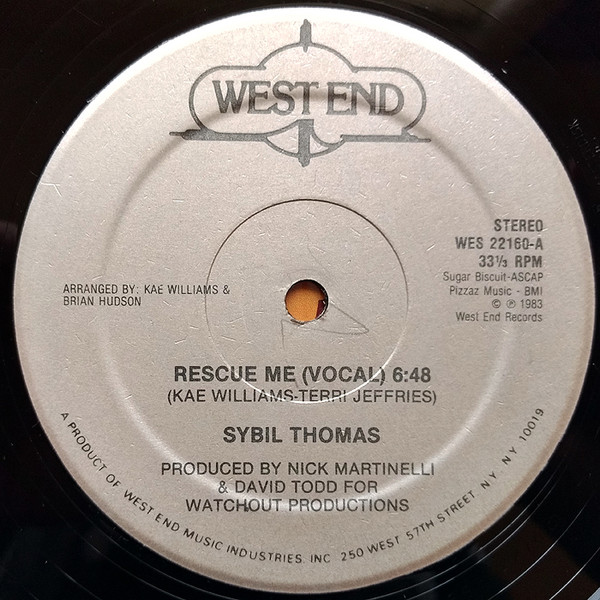 WEST END
STEREO
WES 22160-A
33⅓ RPM
Sugar Biscuit-ASCAP
Pizzaz Music - BMI
© ℗ 1983
West End Records
ARRANGED BY: KAE WILLIAMS &
BRIAN HUDSON
RESCUE ME (VOCAL) 6:48
(KAE WILLIAMS-TERRI JEFFRIES)
SYBIL THOMAS
PRODUCED BY NICK MARTINELLI
& DAVID TODD FOR
WATCHOUT PRODUCTIONS
A PRODUCT OF WEST END MUSIC INDUSTRIES. INC 250 WEST 57TH STREET N.Y. NY 10019